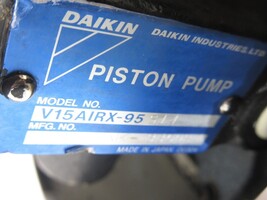 DAIKIN DAIKIN INDUSTRIES, LTD
PISTON PUMP
MODEL NO.
V15A1RX-95
MFG. NO.
MADE IN JAPAN